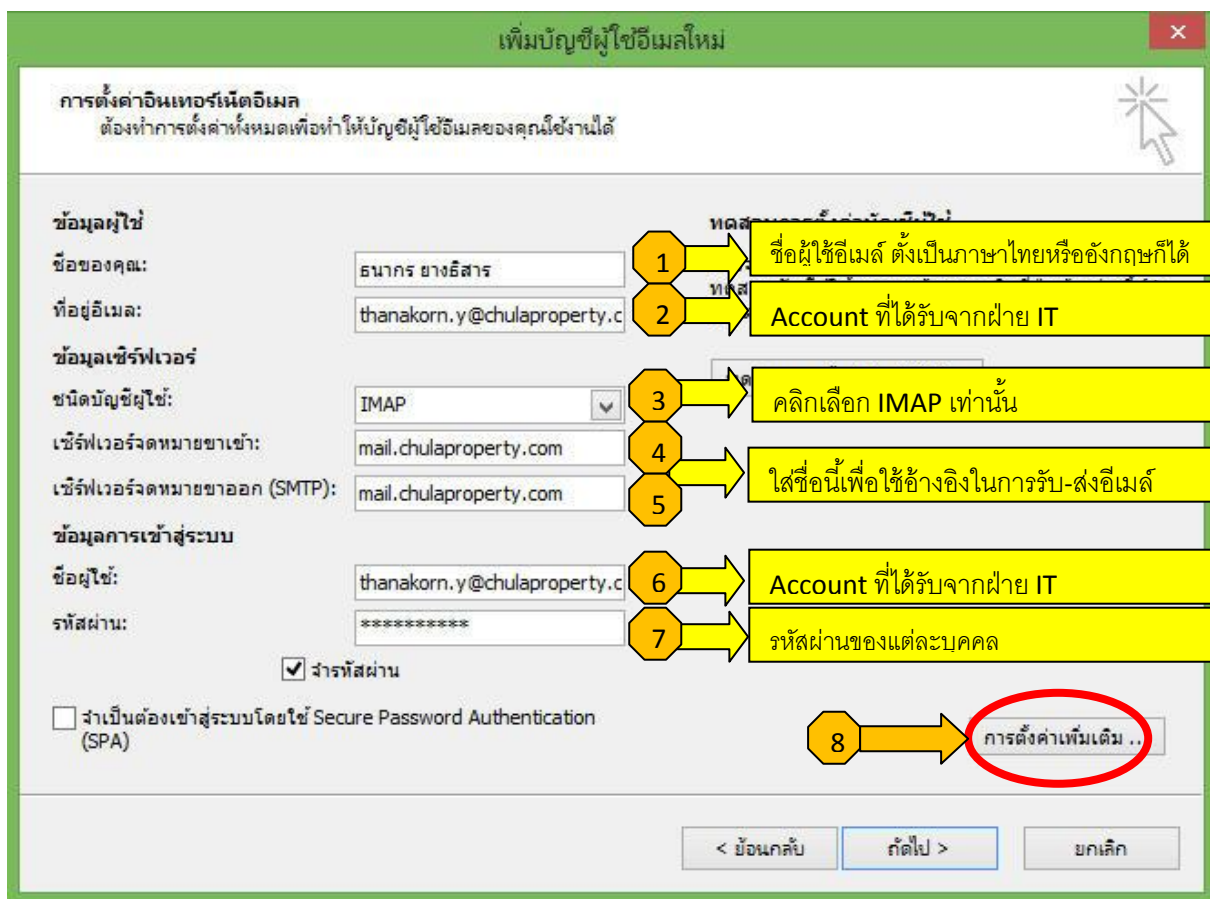 เพิ่มบัญชีผู้ใช้อีเมลใหม่
การตั้งค่าอินเทอร์เน็ตอีเมล
ต้องทำการตั้งค่าทั้งหมดเพื่อทำให้บัญชีผู้ใช้อีเมลของคุณใช้งานได้
ข้อมูลผู้ใช้
ชื่อของคุณ:
ธนากร ยางธิสาร
1
ชื่อผู้ใช้อีเมล์ ตั้งเป็นภาษาไทยหรืออังกฤษก็ได้
ที่อยู่อีเมล:
thanakorn.y@chulaproperty.c
2
Account ที่ได้รับจากฝ่าย IT
ข้อมูลเซิร์ฟเวอร์
ชนิดบัญชีผู้ใช้:
IMAP
3
คลิกเลือก IMAP เท่านั้น
เซิร์ฟเวอร์จดหมายขาเข้า:
mail.chulaproperty.com
4
เซิร์ฟเวอร์จดหมายขาออก (SMTP):
mail.chulaproperty.com
5
ใส่ชื่อนี้เพื่อใช้อ้างอิงในการรับ-ส่งอีเมล์
ข้อมูลการเข้าสู่ระบบ
ชื่อผู้ใช้:
thanakorn.y@chulaproperty.c
6
Account ที่ได้รับจากฝ่าย IT
รหัสผ่าน:
**********
7
รหัสผ่านของแต่ละบุคคล
จำรหัสผ่าน
จำเป็นต้องเข้าสู่ระบบโดยใช้ Secure Password Authentication
(SPA)
8
การตั้งค่าเพิ่มเติม ...
< ย้อนกลับ
ถัดไป >
ยกเลิก